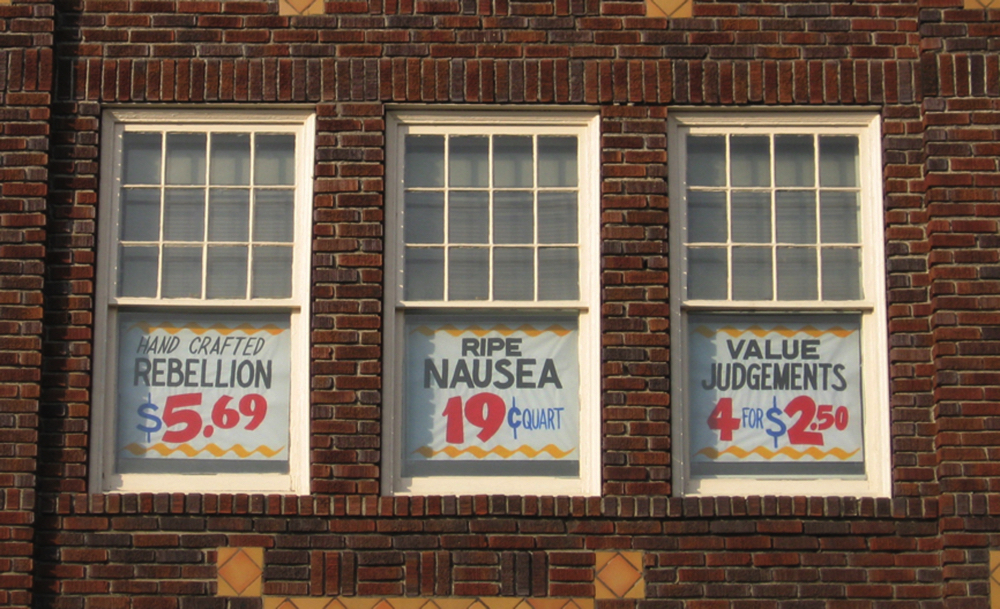 HAND CRAFTED
REBELLION
$5.69
RIPE
NAUSEA
19¢ QUART
VALUE
JUDGEMENTS
4 FOR $2.50